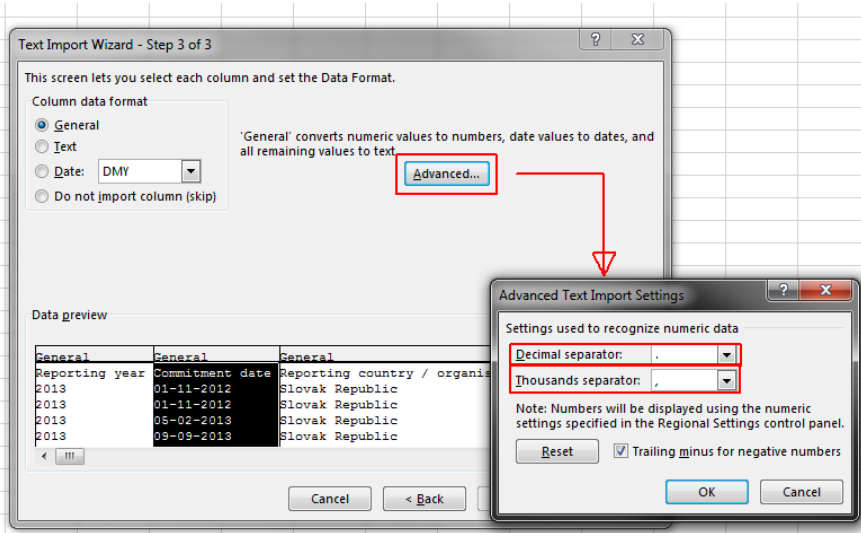 Text Import Wizard - Step 3 of 3
This screen lets you select each column and set the Data Format.
Column data format
General
Text
Date: DMY
Do not import column (skip)
'General' converts numeric values to numbers, date values to dates, and
all remaining values to text.
Advanced...
Data preview
General General General
Reporting year Commitment date Reporting country / organis
2013 01-11-2012 Slovak Republic
2013 01-11-2012 Slovak Republic
2013 05-02-2013 Slovak Republic
2013 09-09-2013 Slovak Republic
Cancel < Back
Advanced Text Import Settings
Settings used to recognize numeric data
Decimal separator: .
Thousands separator: ,
Note: Numbers will be displayed using the numeric
settings specified in the Regional Settings control panel.
Reset Trailing minus for negative numbers
OK Cancel